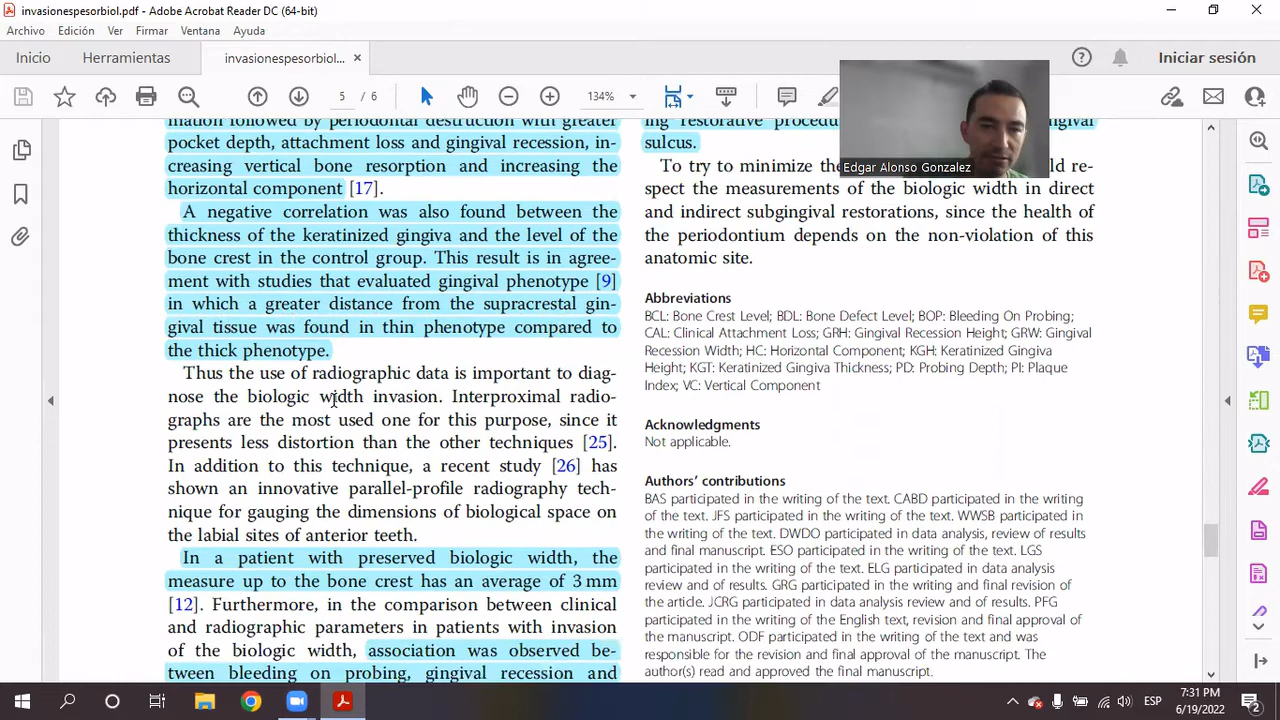 invasionespesorbiol.pdf - Adobe Acrobat Reader DC (64-bit)
Archivo Edición Ver Firmar Ventana Ayuda
Inicio Herramientas invasionespesorbiol... × Iniciar sesión
5 / 6 134%
Edgar Alonso Gonzalez
mation followed by periodontal destruction with greater
pocket depth, attachment loss and gingival recession, in-
creasing vertical bone resorption and increasing the
horizontal component [17].
A negative correlation was also found between the
thickness of the keratinized gingiva and the level of the
bone crest in the control group. This result is in agree-
ment with studies that evaluated gingival phenotype [9]
in which a greater distance from the supracrestal gin-
gival tissue was found in thin phenotype compared to
the thick phenotype.
Thus the use of radiographic data is important to diag-
nose the biologic width invasion. Interproximal radio-
graphs are the most used one for this purpose, since it
presents less distortion than the other techniques [25].
In addition to this technique, a recent study [26] has
shown an innovative parallel-profile radiography tech-
nique for gauging the dimensions of biological space on
the labial sites of anterior teeth.
In a patient with preserved biologic width, the
measure up to the bone crest has an average of 3 mm
[12]. Furthermore, in the comparison between clinical
and radiographic parameters in patients with invasion
of the biologic width, association was observed be-
tween bleeding on probing, gingival recession and
ing restorative proced gival
sulcus.
To try to minimize the ld re-
spect the measurements of the biologic width in direct
and indirect subgingival restorations, since the health of
the periodontium depends on the non-violation of this
anatomic site.
Abbreviations
BCL: Bone Crest Level; BDL: Bone Defect Level; BOP: Bleeding On Probing;
CAL: Clinical Attachment Loss; GRH: Gingival Recession Height; GRW: Gingival
Recession Width; HC: Horizontal Component; KGH: Keratinized Gingiva
Height; KGT: Keratinized Gingiva Thickness; PD: Probing Depth; PI: Plaque
Index; VC: Vertical Component
Acknowledgments
Not applicable.
Authors' contributions
BAS participated in the writing of the text. CABD participated in the writing
of the text. JFS participated in the writing of the text. WWSB participated in
the writing of the text. DWDO participated in data analysis, review of results
and final manuscript. ESO participated in the writing of the text. LGS
participated in the writing of the text. ELG participated in data analysis
review and of results. GRG participated in the writing and final revision of
the article. JCRG participated in data analysis review and of results. PFG
participated in the writing of the English text, revision and final approval of
the manuscript. ODF participated in the writing of the text and was
responsible for the revision and final approval of the manuscript. The
author(s) read and approved the final manuscript.
ESP 7:31 PM
6/19/2022
2